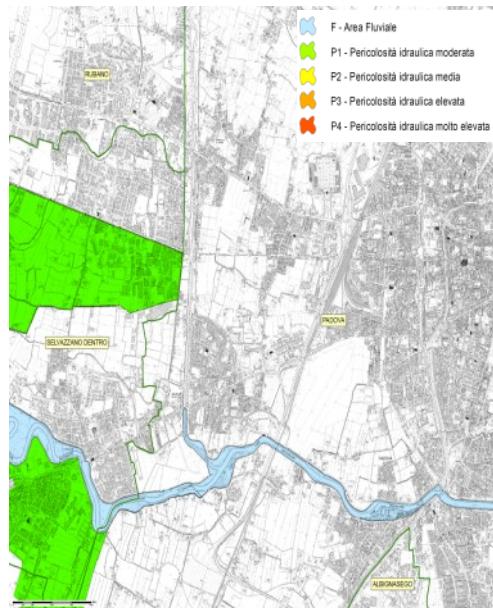 F - Area Fluviale
P1 - Pericolosità idraulica moderata
P2 - Pericolosità idraulica media
P3 - Pericolosità idraulica elevata
P4 - Pericolosità idraulica molto elevata
RUBANO
PADOVA
SELVAZZANO DENTRO
ALBIGNASEGO